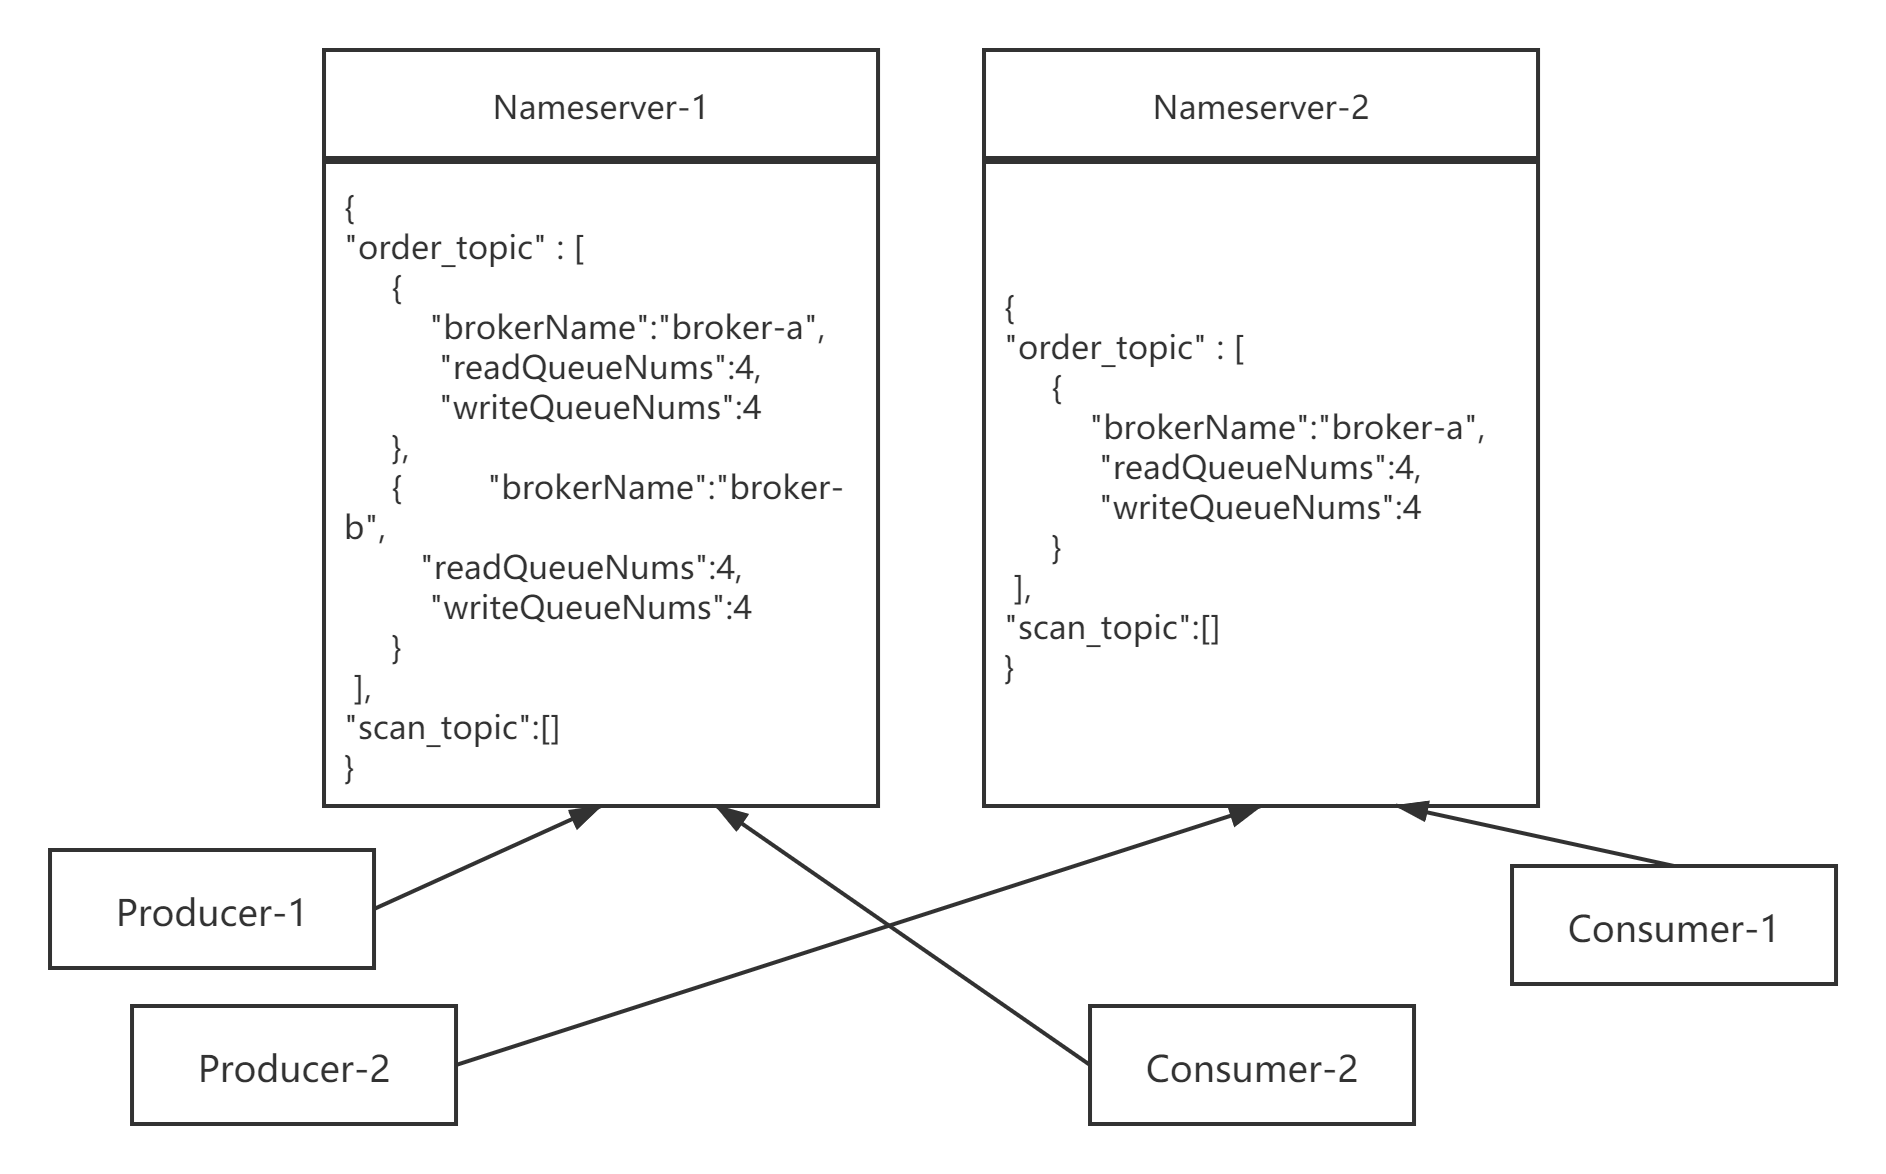 Nameserver-1
{
"order_topic" : [
{
"brokerName":"broker-a",
"readQueueNums":4,
"writeQueueNums":4
},
{ "brokerName":"broker-
b",
"readQueueNums":4,
"writeQueueNums":4
}
],
"scan_topic":[]
}
Nameserver-2
{
"order_topic" : [
{
"brokerName":"broker-a",
"readQueueNums":4,
"writeQueueNums":4
}
],
"scan_topic":[]
}
Producer-1
Consumer-1
Producer-2
Consumer-2